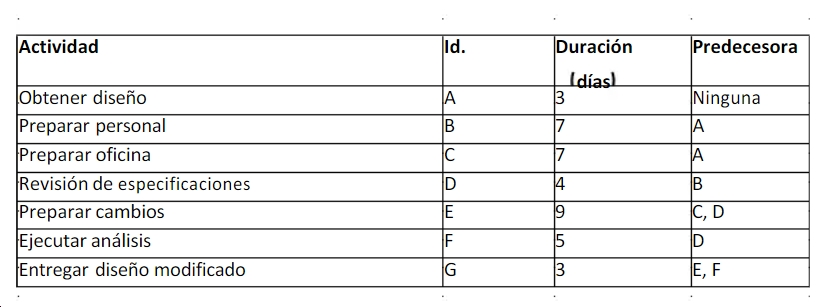 Actividad Id. Duración Predecesora
(días)
Obtener diseño A 3 Ninguna
Preparar personal B 7 A
Preparar oficina C 7 A
Revisión de especificaciones D 4 B
Preparar cambios E 9 C, D
Ejecutar análisis F 5 D
Entregar diseño modificado G 3 E, F